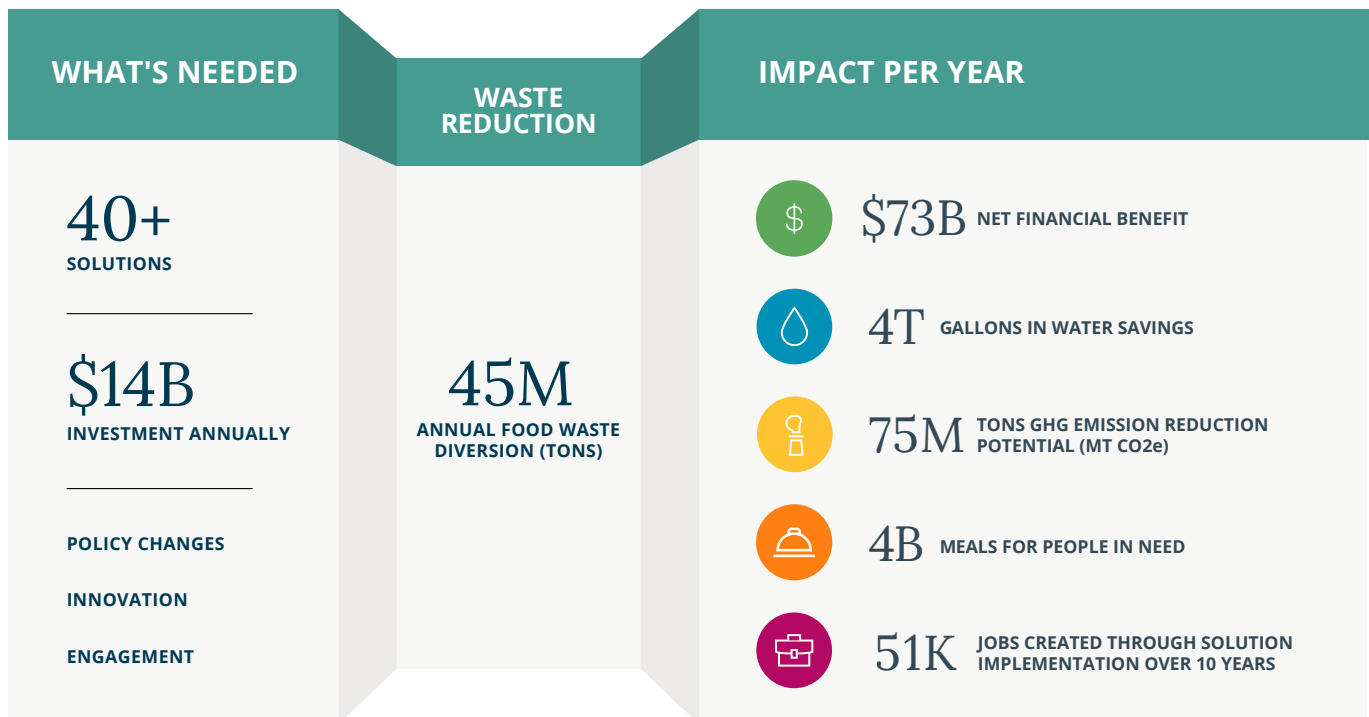 WHAT'S NEEDED
40+
SOLUTIONS
$14B
INVESTMENT ANNUALLY
POLICY CHANGES
INNOVATION
ENGAGEMENT
WASTE
REDUCTION
45M
ANNUAL FOOD WASTE
DIVERSION (TONS)
IMPACT PER YEAR
$
$73B NET FINANCIAL BENEFIT
4T GALLONS IN WATER SAVINGS
75M TONS GHG EMISSION REDUCTION
POTENTIAL (MT CO2e)
4B MEALS FOR PEOPLE IN NEED
51K JOBS CREATED THROUGH SOLUTION
IMPLEMENTATION OVER 10 YEARS